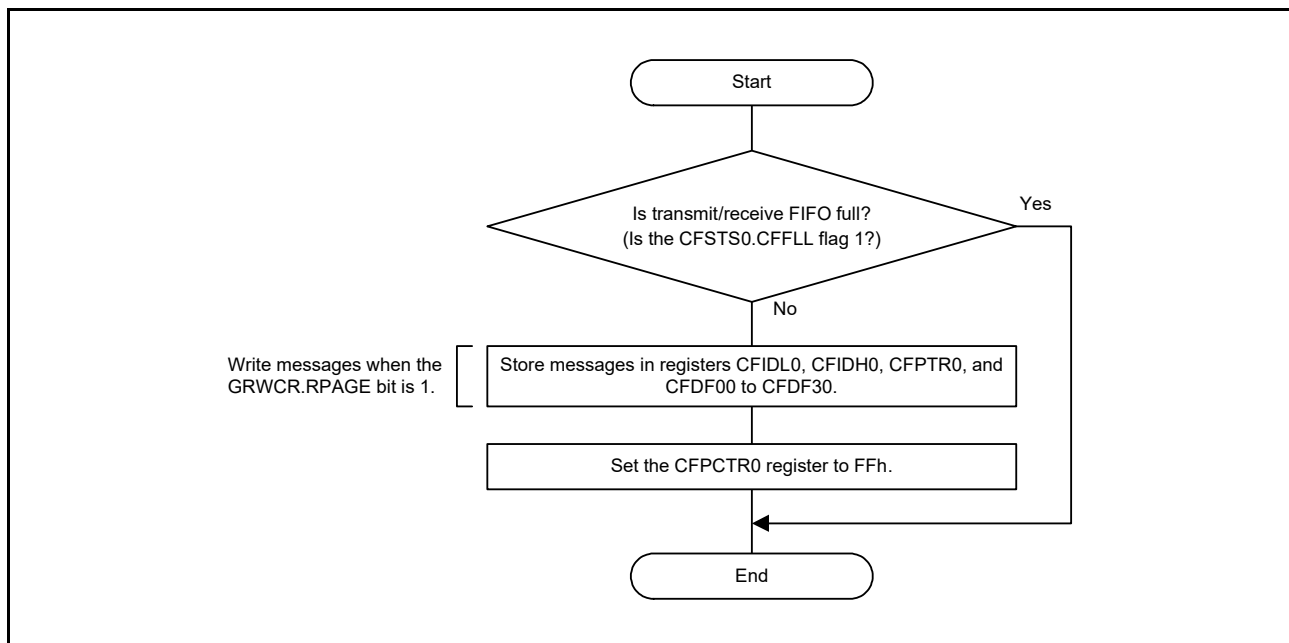 Start
Is transmit/receive FIFO full?
(Is the CFSTS0.CFFLL flag 1?)
Yes
No
Write messages when the
GRWCR.RPAGE bit is 1.
Store messages in registers CFIDL0, CFIDH0, CFPTR0, and
CFDF00 to CFDF30.
Set the CFPCTR0 register to FFh.
End